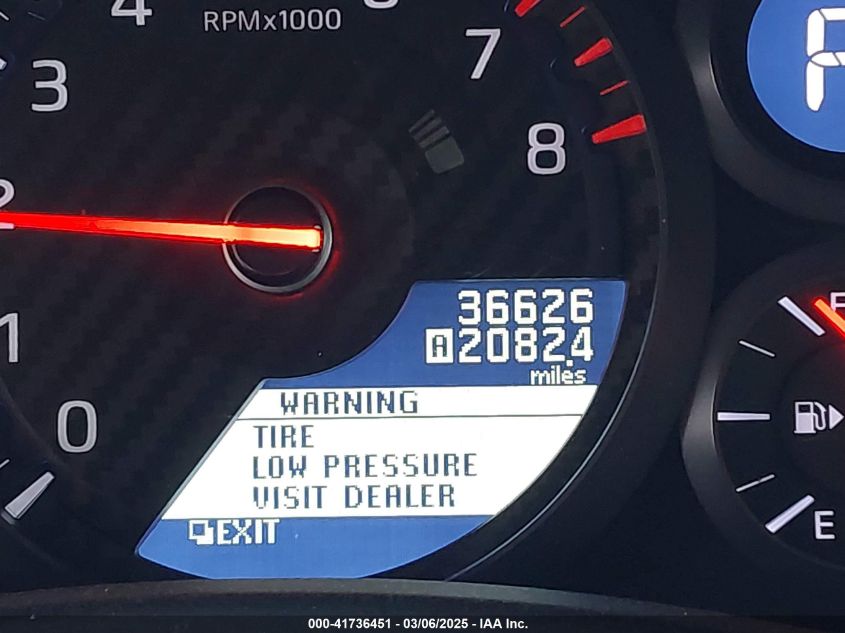 4
RPMx1000
3
7
8
2
1
0
36626
A 2082.4
miles
WARNING
TIRE
LOW PRESSURE
VISIT DEALER
EXIT
F
E
000-41736451 - 03/06/2025 - IAA Inc.